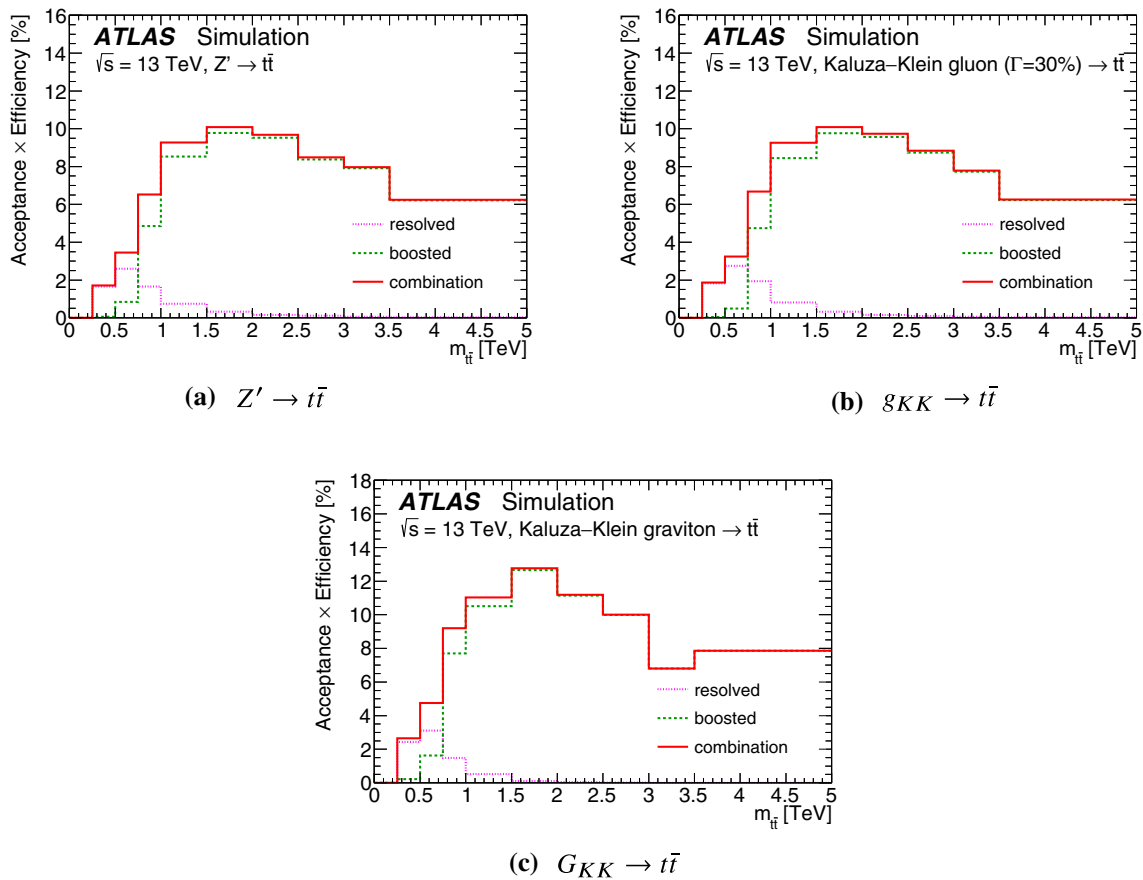 Acceptance × Efficiency [%]
16
14
12
10
8
6
4
2
0
ATLAS Simulation
√s = 13 TeV, Z' → tt̄
resolved
boosted
combination
0 0.5 1 1.5 2 2.5 3 3.5 4 4.5 5
m_tt̄ [TeV]
(a) Z′ → tt̄
Acceptance × Efficiency [%]
16
14
12
10
8
6
4
2
0
ATLAS Simulation
√s = 13 TeV, Kaluza–Klein gluon (Γ=30%) → tt̄
resolved
boosted
combination
0 0.5 1 1.5 2 2.5 3 3.5 4 4.5 5
m_tt̄ [TeV]
(b) g_KK → tt̄
Acceptance × Efficiency [%]
18
16
14
12
10
8
6
4
2
0
ATLAS Simulation
√s = 13 TeV, Kaluza–Klein graviton → tt̄
resolved
boosted
combination
0 0.5 1 1.5 2 2.5 3 3.5 4 4.5 5
m_tt̄ [TeV]
(c) G_KK → tt̄